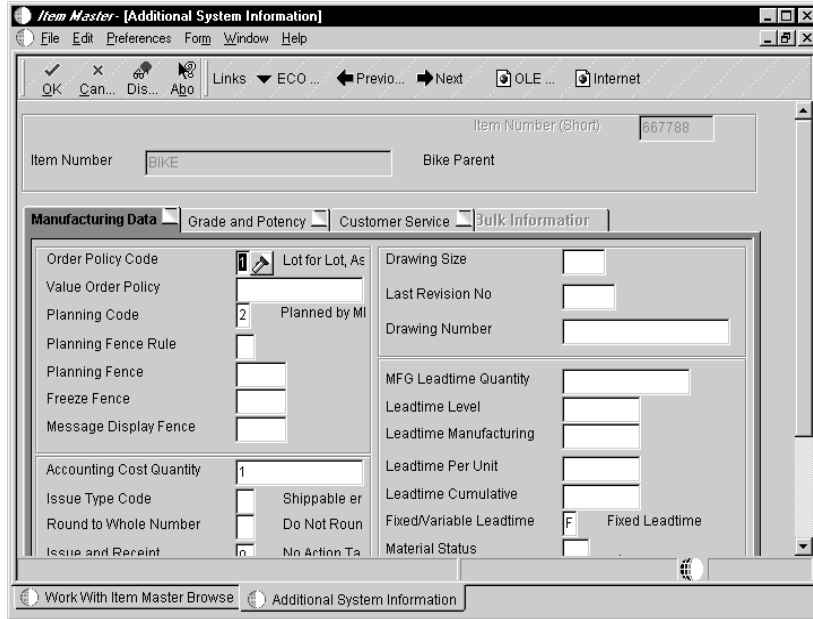 Item Master - [Additional System Information]
File Edit Preferences Form Window Help
OK Can... Dis... Abo Links ECO ... Previo... Next OLE ... Internet
Item Number (Short) 667788
Item Number BIKE Bike Parent
Manufacturing Data Grade and Potency Customer Service Bulk Information
Order Policy Code 1 Lot for Lot, As
Value Order Policy
Planning Code 2 Planned by MI
Planning Fence Rule
Planning Fence
Freeze Fence
Message Display Fence
Accounting Cost Quantity 1
Issue Type Code Shippable er
Round to Whole Number Do Not Roun
Issue and Receipt 0 No Action Ta
Drawing Size
Last Revision No
Drawing Number
MFG Leadtime Quantity
Leadtime Level
Leadtime Manufacturing
Leadtime Per Unit
Leadtime Cumulative
Fixed/Variable Leadtime F Fixed Leadtime
Material Status
Work With Item Master Browse Additional System Information